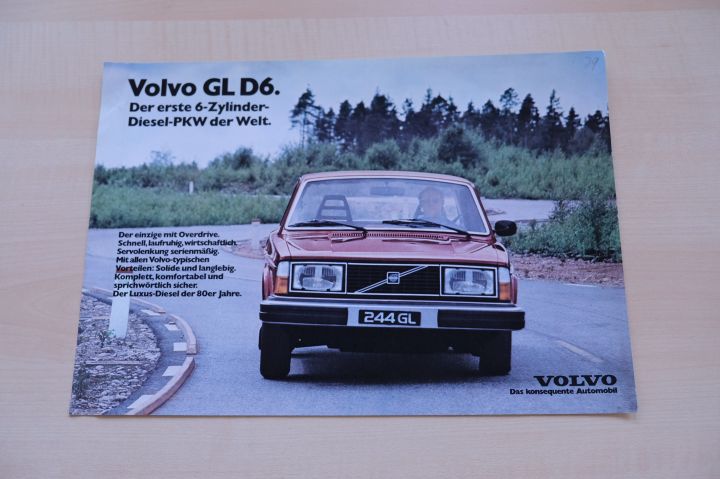 79
Volvo GL D6.
Der erste 6-Zylinder-
Diesel-PKW der Welt.
Der einzige mit Overdrive.
Schnell, laufruhig, wirtschaftlich.
Servolenkung serienmäßig.
Mit allen Volvo-typischen
Vorteilen: Solide und langlebig.
Komplett, komfortabel und
sprichwörtlich sicher.
Der Luxus-Diesel der 80er Jahre.
244 GL
VOLVO
Das konsequente Automobil